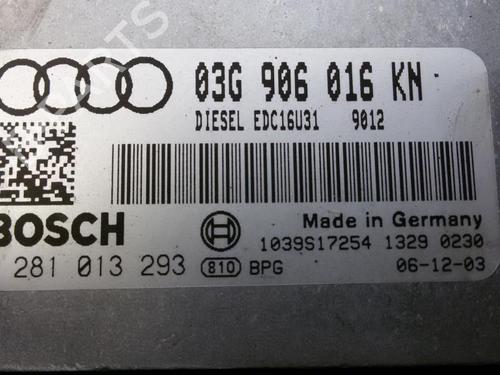 PARTS
03G 906 016 KN
DIESEL EDC16U31 9012
BOSCH
Made in Germany
1039S17254 1329 0230
281 013 293 810 BPG 06-12-03